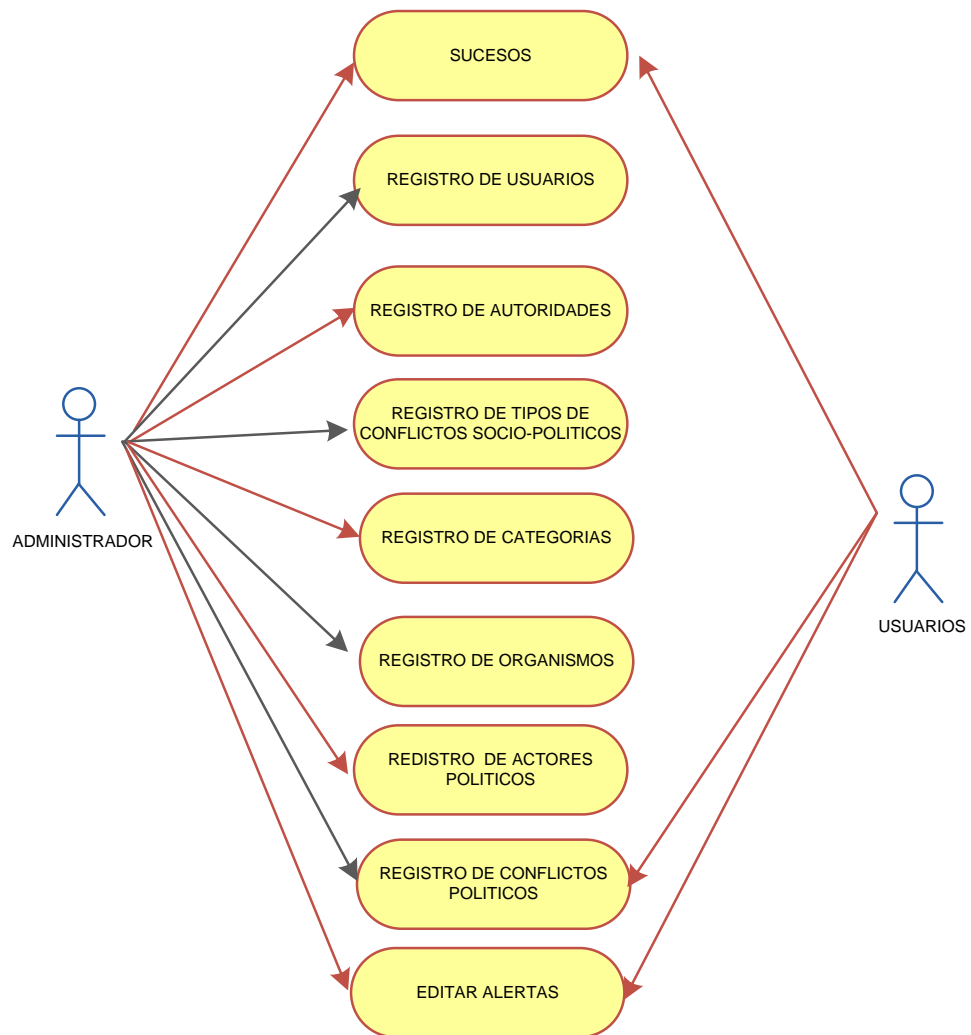 SUCESOS
REGISTRO DE USUARIOS
REGISTRO DE AUTORIDADES
REGISTRO DE TIPOS DE
CONFLICTOS SOCIO-POLITICOS
ADMINISTRADOR
REGISTRO DE CATEGORIAS
USUARIOS
REGISTRO DE ORGANISMOS
REDISTRO DE ACTORES
POLITICOS
REGISTRO DE CONFLICTOS
POLITICOS
EDITAR ALERTAS